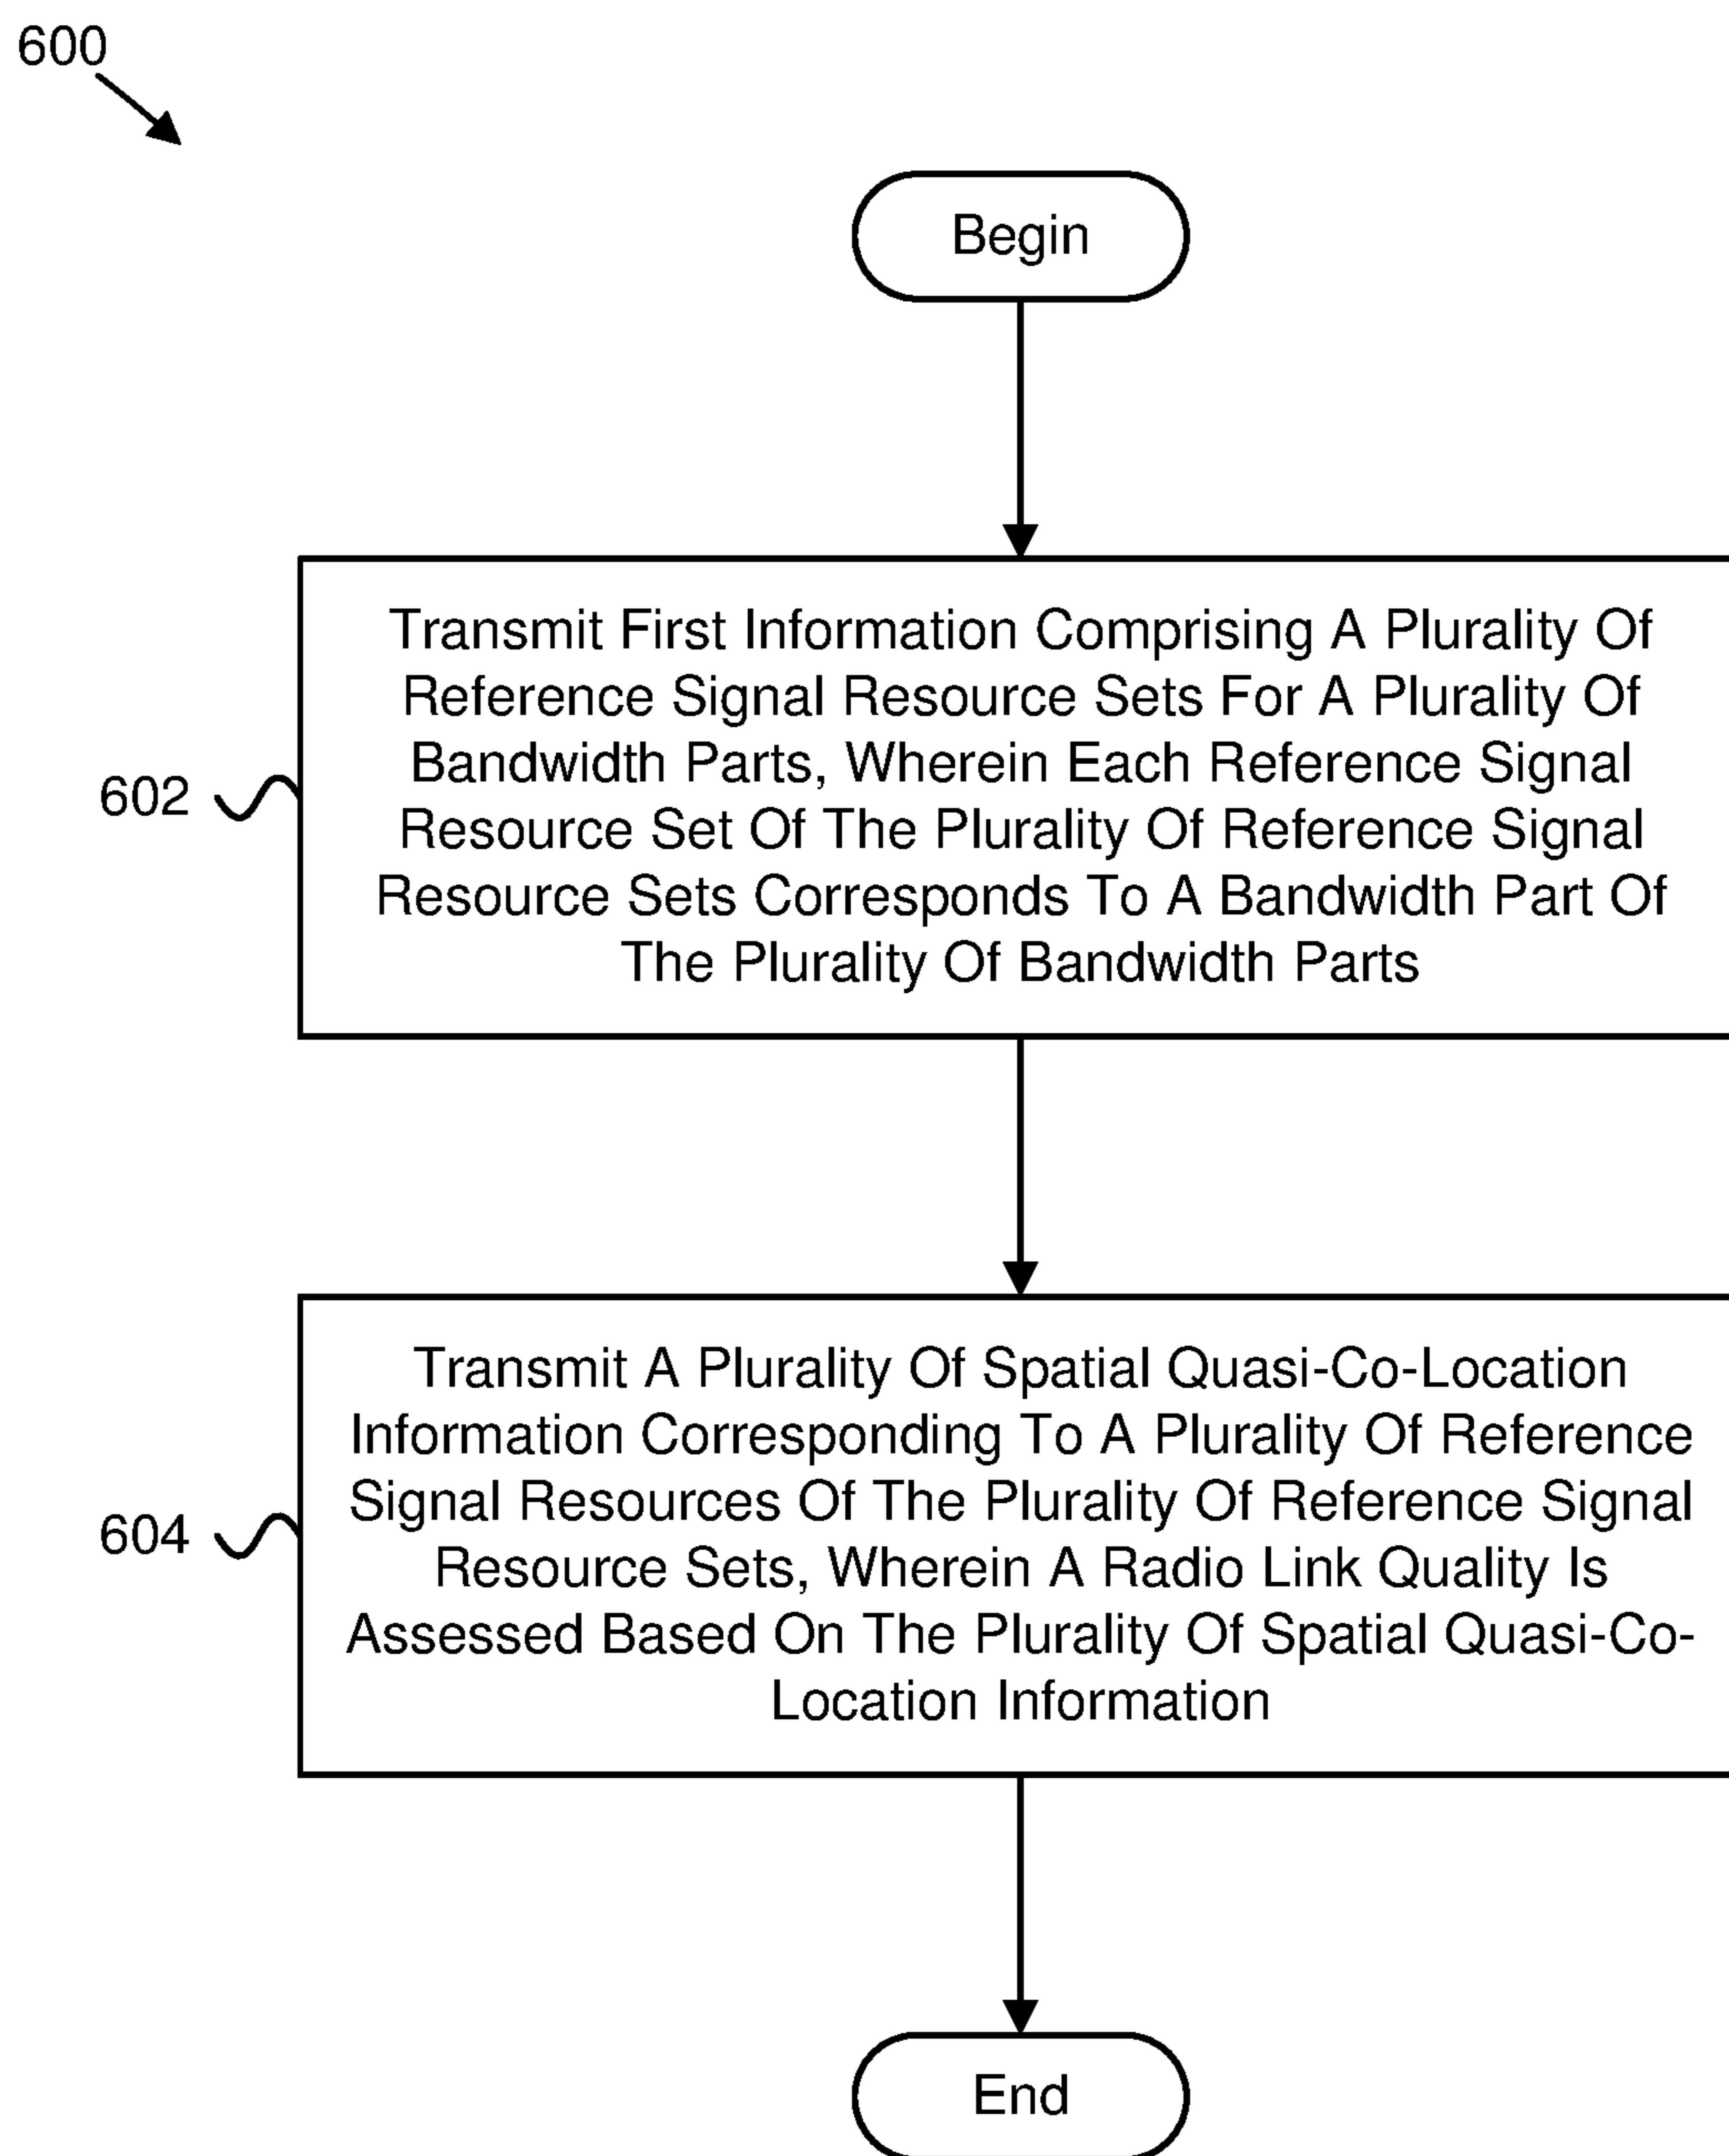 600
Begin
602
Transmit First Information Comprising A Plurality Of
Reference Signal Resource Sets For A Plurality Of
Bandwidth Parts, Wherein Each Reference Signal
Resource Set Of The Plurality Of Reference Signal
Resource Sets Corresponds To A Bandwidth Part Of
The Plurality Of Bandwidth Parts
604
Transmit A Plurality Of Spatial Quasi-Co-Location
Information Corresponding To A Plurality Of Reference
Signal Resources Of The Plurality Of Reference Signal
Resource Sets, Wherein A Radio Link Quality Is
Assessed Based On The Plurality Of Spatial Quasi-Co-
Location Information
End